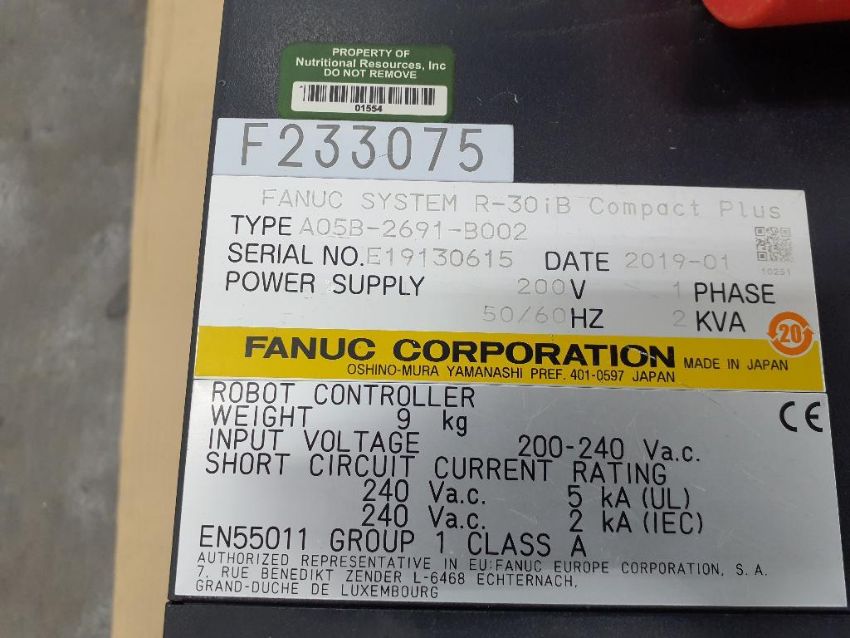 PROPERTY OF
Nutritional Resources, Inc
DO NOT REMOVE
01554
F233075
FANUC SYSTEM R-30iB Compact Plus
TYPE A05B-2691-B002
SERIAL NO. E19130615 DATE 2019-01
10251
POWER SUPPLY 200 V 1 PHASE
50/60 HZ 2 KVA
20
FANUC CORPORATION MADE IN JAPAN
OSHINO-MURA YAMANASHI PREF. 401-0597 JAPAN
ROBOT CONTROLLER
CE
WEIGHT 9 kg
INPUT VOLTAGE 200-240 Va.c.
SHORT CIRCUIT CURRENT RATING
240 Va.c. 5 kA (UL)
240 Va.c. 2 kA (IEC)
EN55011 GROUP 1 CLASS A
AUTHORIZED REPRESENTATIVE IN EU:FANUC EUROPE CORPORATION, S. A.
7, RUE BENEDIKT ZENDER L-6468 ECHTERNACH,
GRAND-DUCHE DE LUXEMBOURG